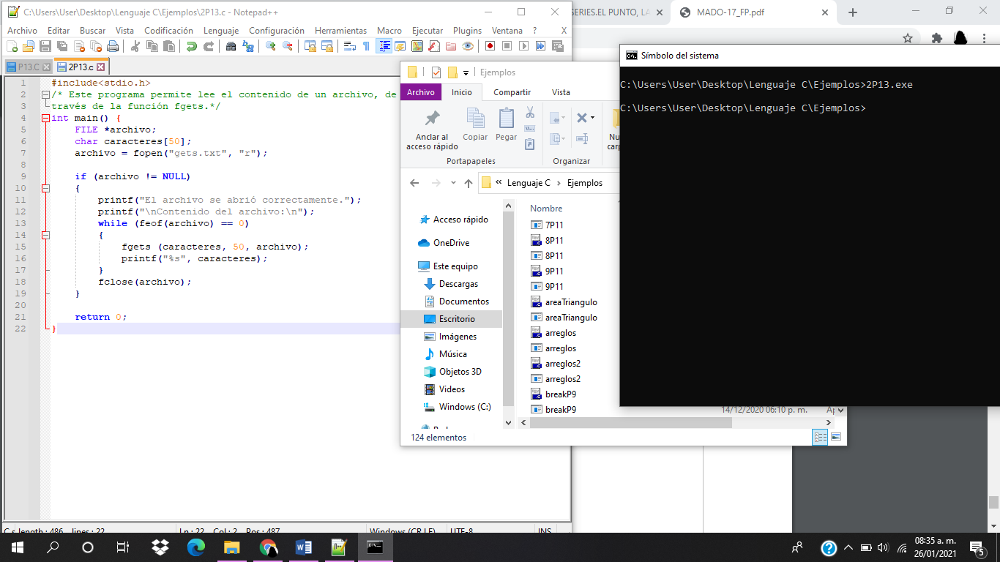 C:\Users\User\Desktop\Lenguaje C\Ejemplos\2P13.c - Notepad++
Archivo Editar Buscar Vista Codificación Lenguaje Configuración Herramientas Macro Ejecutar Plugins Ventana ? X
P13.C 2P13.c
1 #include<stdio.h>
2 /* Este programa permite lee el contenido de un archivo, de
3 través de la función fgets.*/
4 int main() {
5 FILE *archivo;
6 char caracteres[50];
7 archivo = fopen("gets.txt", "r");
8
9 if (archivo != NULL)
10 {
11 printf("El archivo se abrió correctamente.");
12 printf("\nContenido del archivo:\n");
13 while (feof(archivo) == 0)
14 {
15 fgets (caracteres, 50, archivo);
16 printf("%s", caracteres);
17 }
18 fclose(archivo);
19 }
20
21 return 0;
22 }
length : 486 lines : 22 Ln : 22 Col : 2 Pos : 487 Windows (CR LF) UTF-8 INS
SERIES.EL PUNTO, LA
MADO-17_FP.pdf
Ejemplos
Archivo Inicio Compartir Vista
Anclar al
acceso rápido
Copiar Pegar
Portapapeles
Organizar
Lenguaje C Ejemplos
Acceso rápido
OneDrive
Este equipo
Descargas
Documentos
Escritorio
Imágenes
Música
Objetos 3D
Videos
Windows (C:)
Nombre
7P11
8P11
8P11
9P11
9P11
areaTriangulo
areaTriangulo
arreglos
arreglos
arreglos2
arreglos2
breakP9
breakP9
14/12/2020 06:10 p. m.
124 elementos
Símbolo del sistema
C:\Users\User\Desktop\Lenguaje C\Ejemplos>2P13.exe
C:\Users\User\Desktop\Lenguaje C\Ejemplos>
08:35 a. m.
26/01/2021
5